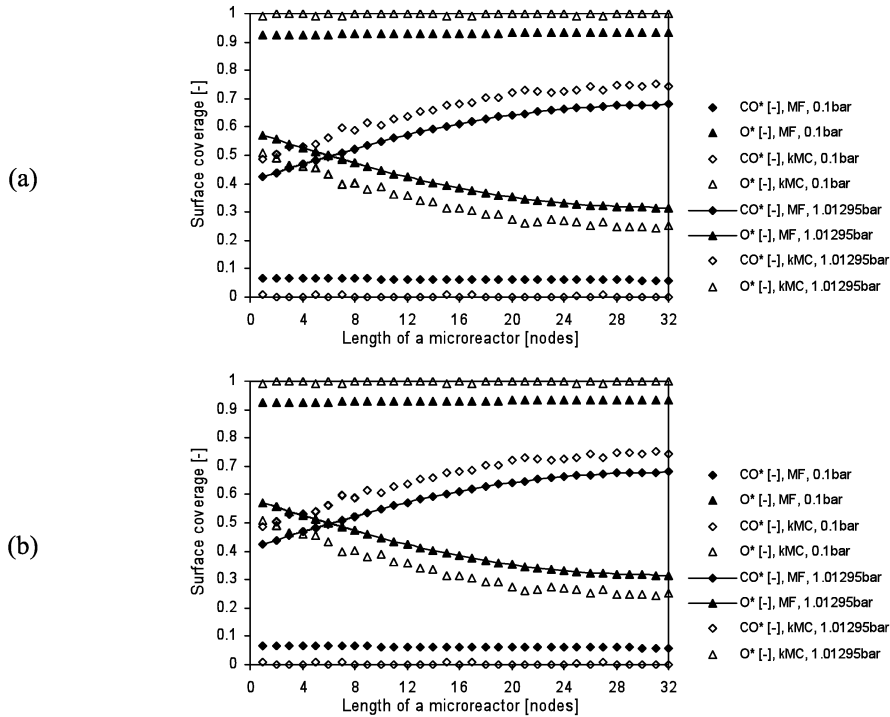 (a)
Surface coverage [-]
1
0.9
0.8
0.7
0.6
0.5
0.4
0.3
0.2
0.1
0
0 4 8 12 16 20 24 28 32
Length of a microreactor [nodes]
CO* [-], MF, 0.1bar
O* [-], MF, 0.1bar
CO* [-], kMC, 0.1bar
O* [-], kMC, 0.1bar
CO* [-], MF, 1.01295bar
O* [-], MF, 1.01295bar
CO* [-], kMC, 1.01295bar
O* [-], kMC, 1.01295bar
(b)
Surface coverage [-]
1
0.9
0.8
0.7
0.6
0.5
0.4
0.3
0.2
0.1
0
0 4 8 12 16 20 24 28 32
Length of a microreactor [nodes]
CO* [-], MF, 0.1bar
O* [-], MF, 0.1bar
CO* [-], kMC, 0.1bar
O* [-], kMC, 0.1bar
CO* [-], MF, 1.01295bar
O* [-], MF, 1.01295bar
CO* [-], kMC, 1.01295bar
O* [-], kMC, 1.01295bar